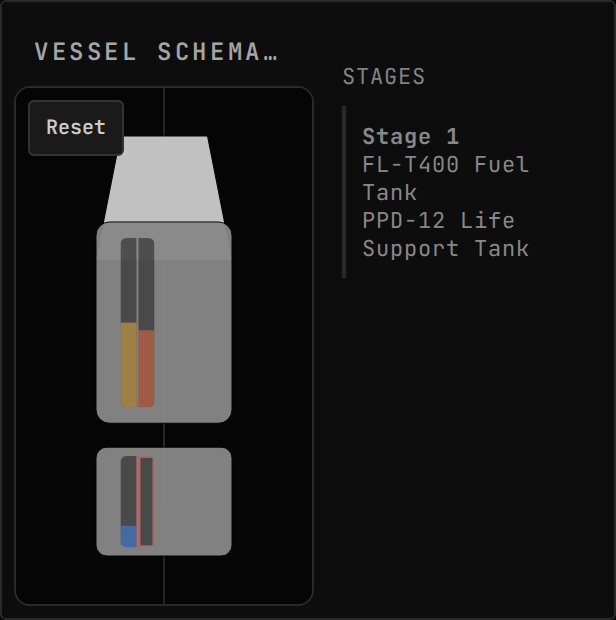 VESSEL SCHEMA…
Reset
STAGES
Stage 1
FL-T400 Fuel
Tank
PPD-12 Life
Support Tank